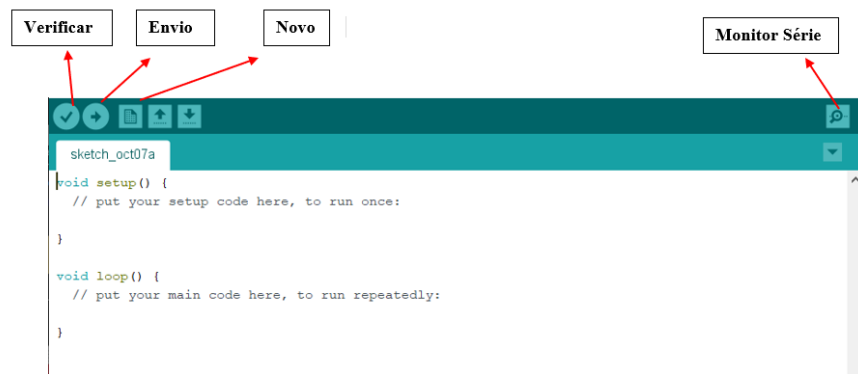 Verificar
Envio
Novo
Monitor Série
sketch_oct07a
void setup() {
// put your setup code here, to run once:
}
void loop() {
// put your main code here, to run repeatedly:
}